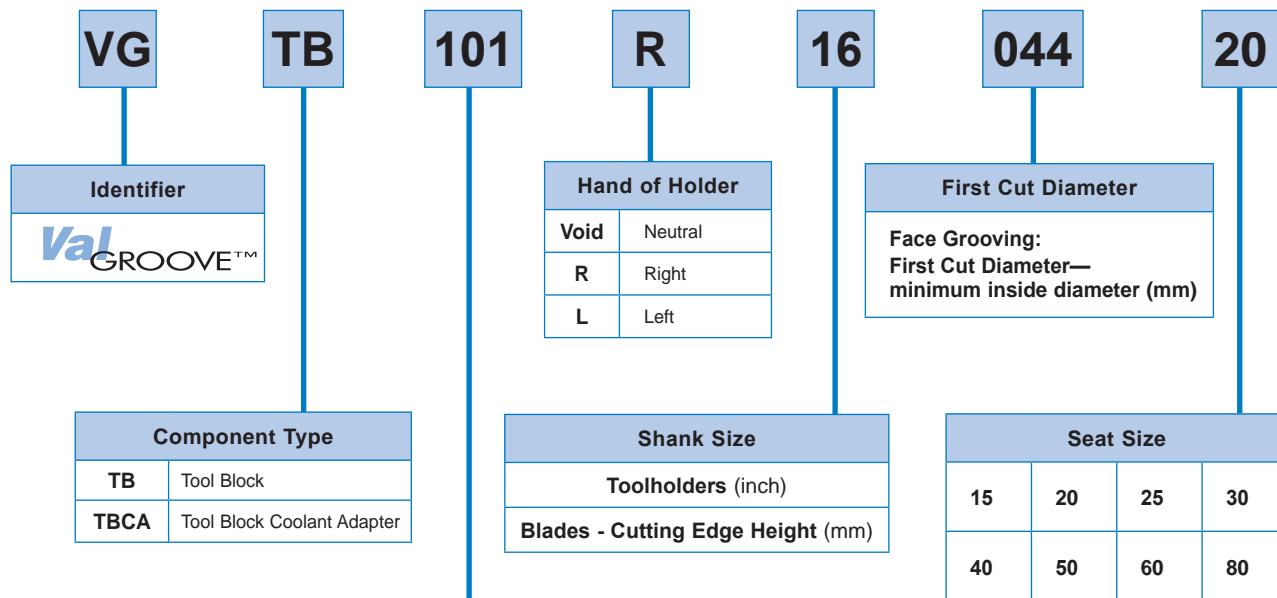 VG TB 101 R 16 044 20
Identifier
Val GROOVE™
Hand of Holder
Void Neutral
R Right
L Left
First Cut Diameter
Face Grooving:
First Cut Diameter—
minimum inside diameter (mm)
Component Type
TB Tool Block
TBCA Tool Block Coolant Adapter
Shank Size
Toolholders (inch)
Blades - Cutting Edge Height (mm)
Seat Size
15 20 25 30
40 50 60 80